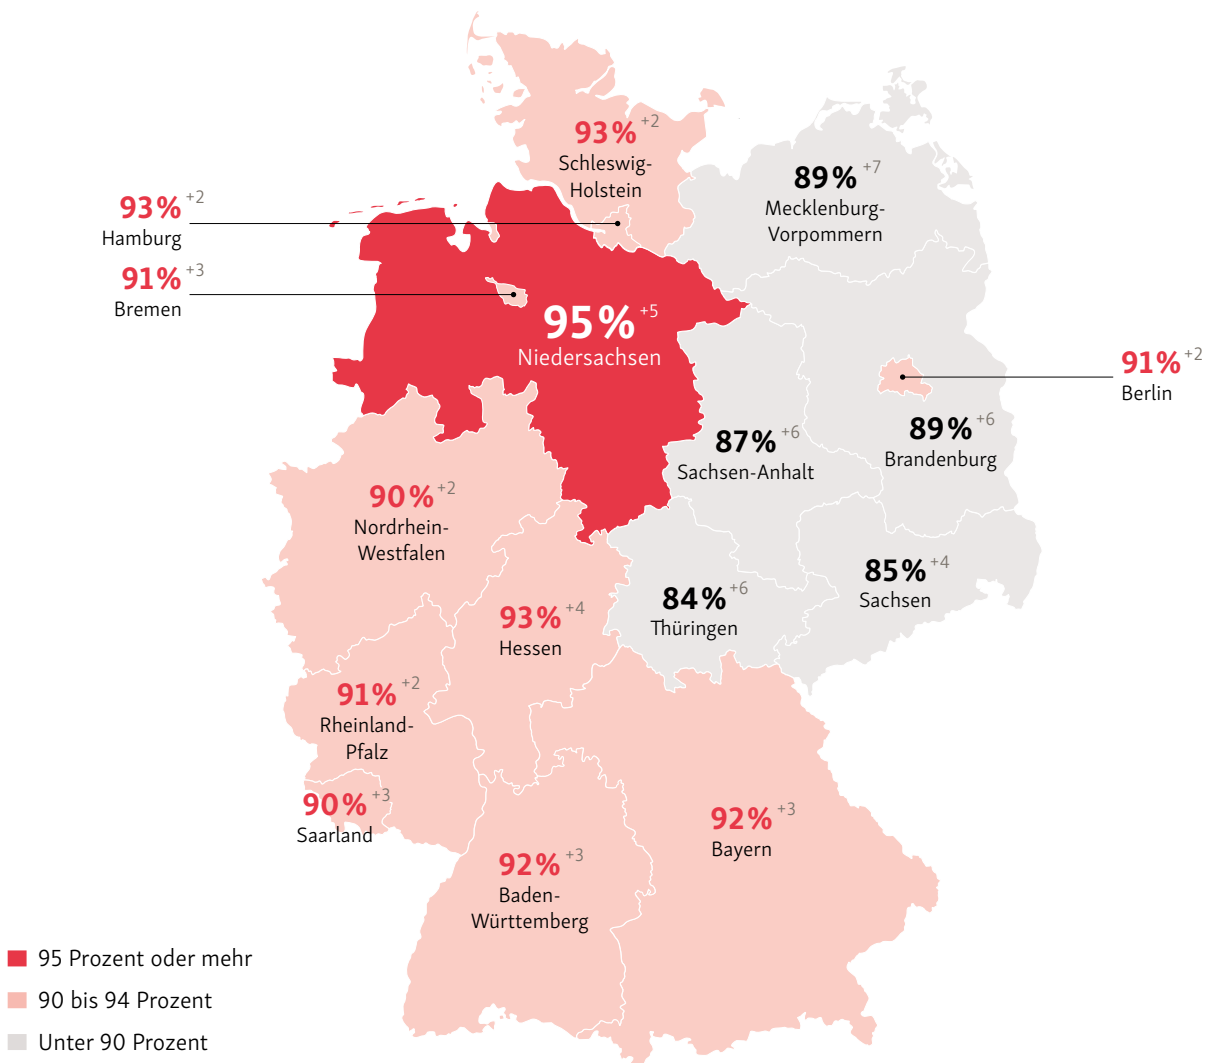 93% +2
Schleswig-
Holstein
89% +7
Mecklenburg-
Vorpommern
93% +2
Hamburg
91% +3
Bremen
95% +5
Niedersachsen
91% +2
Berlin
89% +6
Brandenburg
87% +6
Sachsen-Anhalt
90% +2
Nordrhein-
Westfalen
85% +4
Sachsen
84% +6
Thüringen
93% +4
Hessen
91% +2
Rheinland-
Pfalz
90% +3
Saarland
92% +3
Bayern
92% +3
Baden-
Württemberg
95 Prozent oder mehr
90 bis 94 Prozent
Unter 90 Prozent